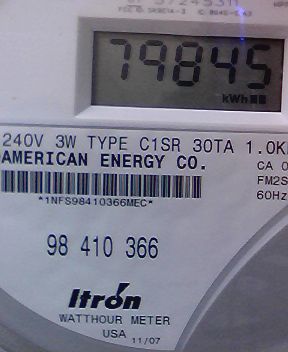 79845
kWh
240V 3W TYPE C1SR 30TA 1.0K
AMERICAN ENERGY CO.
CA 0
FM2S
60Hz
*1NFS98410366MEC*
98 410 366
Itron
WATTHOUR METER
USA 11/07